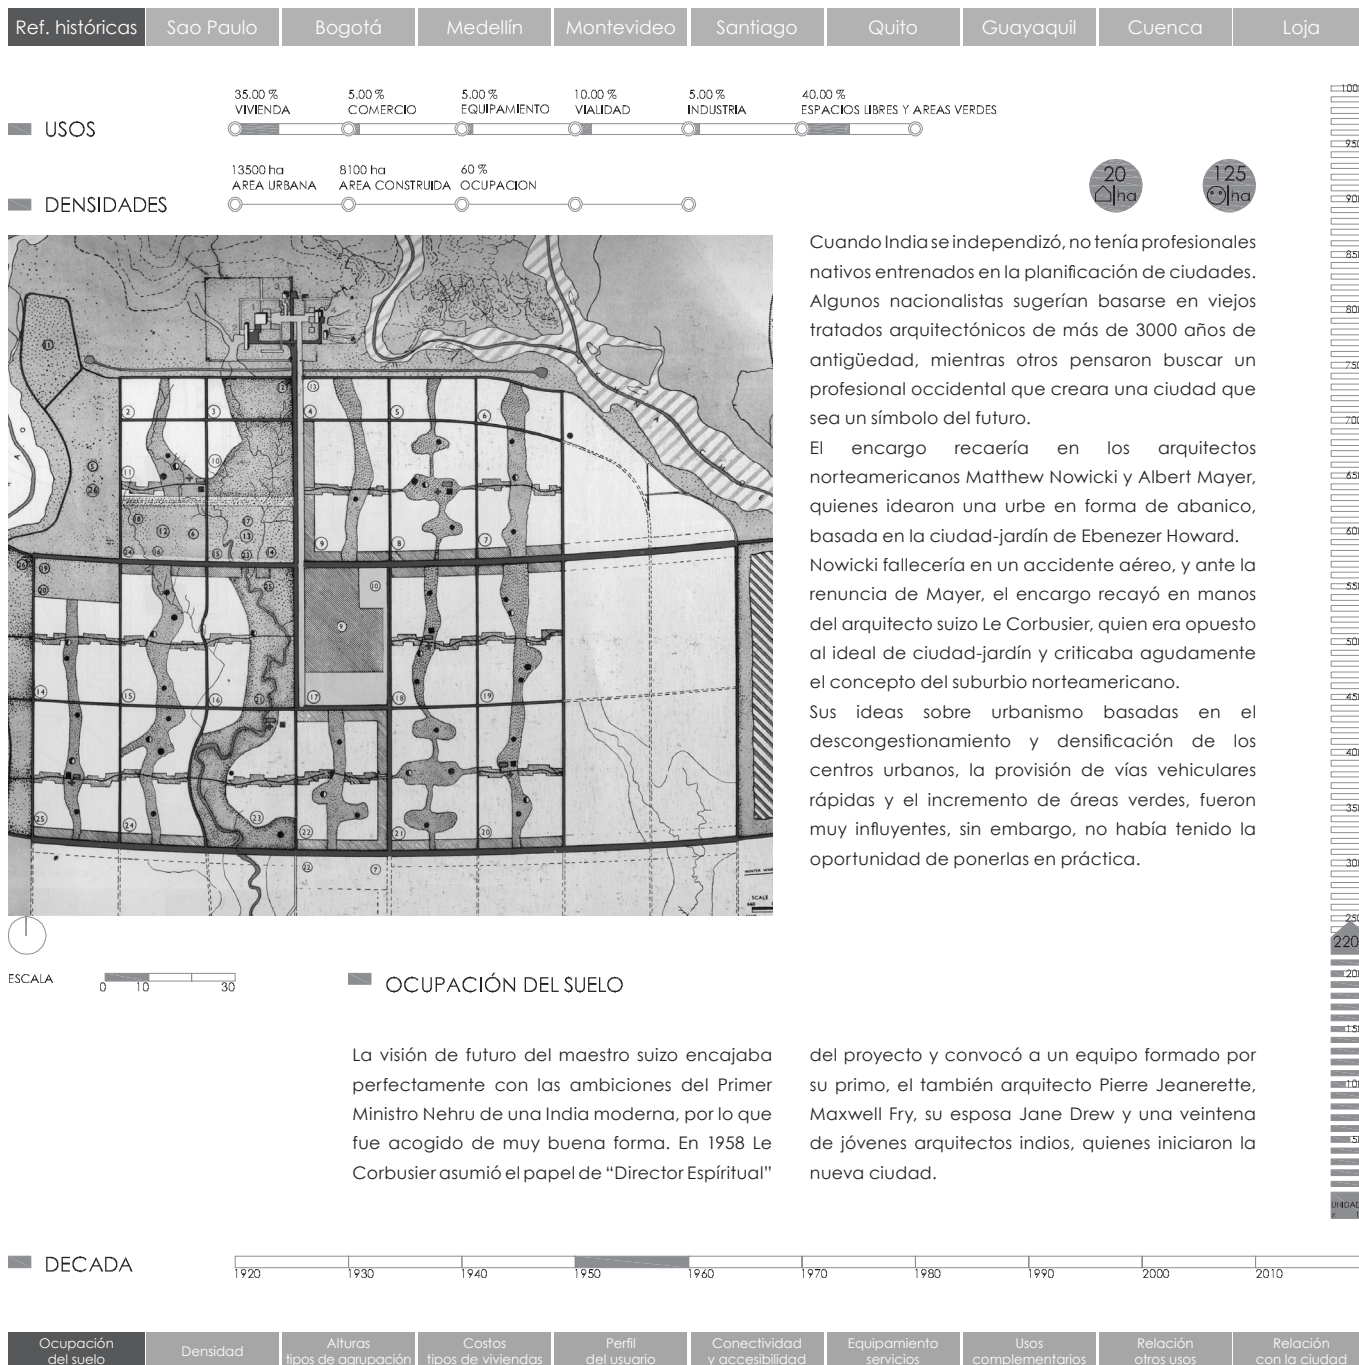 Ref. históricas
Sao Paulo
Bogotá
Medellín
Montevideo
Santiago
Quito
Guayaquil
Cuenca
Loja
USOS
35.00 %
VIVIENDA
5.00 %
COMERCIO
5.00 %
EQUIPAMIENTO
10.00 %
VIALIDAD
5.00 %
INDUSTRIA
40.00 %
ESPACIOS LIBRES Y AREAS VERDES
DENSIDADES
13500 ha
AREA URBANA
8100 ha
AREA CONSTRUIDA
60 %
OCUPACION
20
ha
125
ha
Cuando India se independizó, no tenía profesionales
nativos entrenados en la planificación de ciudades.
Algunos nacionalistas sugerían basarse en viejos
tratados arquitectónicos de más de 3000 años de
antigüedad, mientras otros pensaron buscar un
profesional occidental que creara una ciudad que
sea un símbolo del futuro.
El encargo recaería en los arquitectos
norteamericanos Matthew Nowicki y Albert Mayer,
quienes idearon una urbe en forma de abanico,
basada en la ciudad-jardín de Ebenezer Howard.
Nowicki fallecería en un accidente aéreo, y ante la
renuncia de Mayer, el encargo recayó en manos
del arquitecto suizo Le Corbusier, quien era opuesto
al ideal de ciudad-jardín y criticaba agudamente
el concepto del suburbio norteamericano.
Sus ideas sobre urbanismo basadas en el
descongestionamiento y densificación de los
centros urbanos, la provisión de vías vehiculares
rápidas y el incremento de áreas verdes, fueron
muy influyentes, sin embargo, no había tenido la
oportunidad de ponerlas en práctica.
SCALE
ESCALA
0 10 30
OCUPACIÓN DEL SUELO
La visión de futuro del maestro suizo encajaba
perfectamente con las ambiciones del Primer
Ministro Nehru de una India moderna, por lo que
fue acogido de muy buena forma. En 1958 Le
Corbusier asumió el papel de “Director Espíritual”
del proyecto y convocó a un equipo formado por
su primo, el también arquitecto Pierre Jeanerette,
Maxwell Fry, su esposa Jane Drew y una veintena
de jóvenes arquitectos indios, quienes iniciaron la
nueva ciudad.
220
DECADA
1920 1930 1940 1950 1960 1970 1980 1990 2000 2010
Ocupación
del suelo
Densidad
Alturas
tipos de agrupación
Costos
tipos de viviendas
Perfil
del usuario
Conectividad
y accesibilidad
Equipamiento
servicios
Usos
complementarios
Relación
otros usos
Relación
con la ciudad